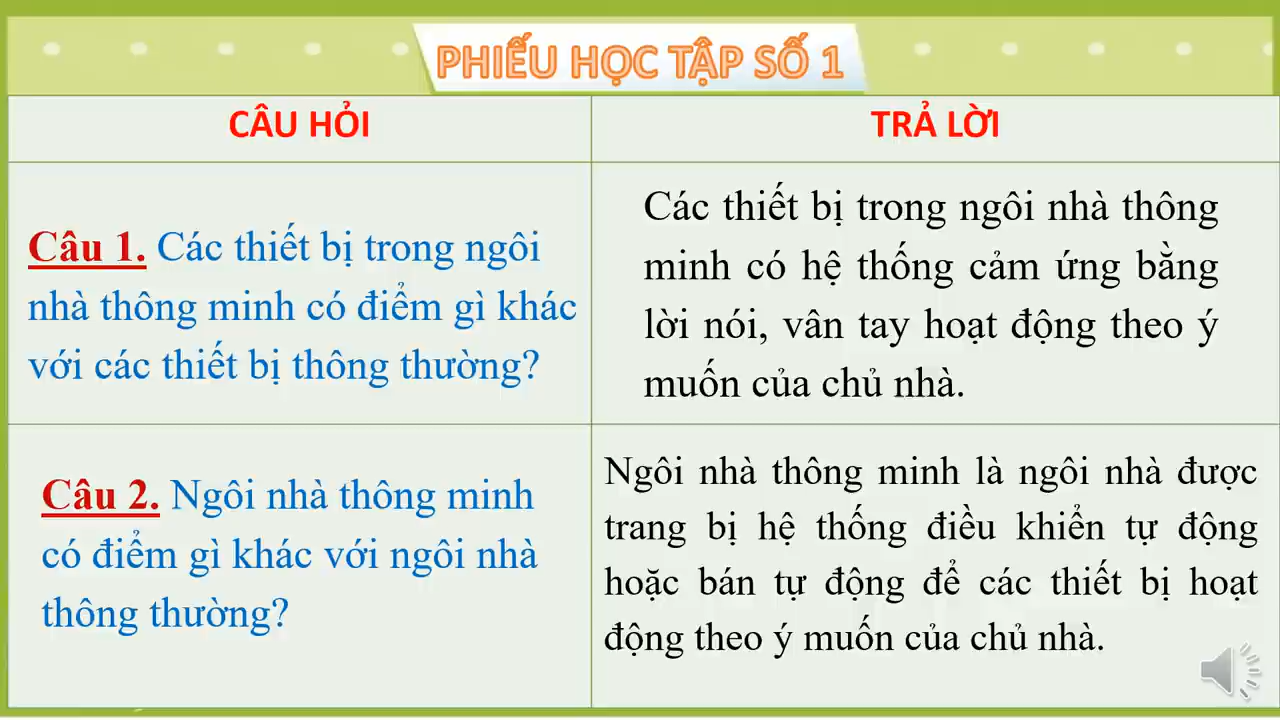 PHIẾU HỌC TẬP SỐ 1
CÂU HỎI
TRẢ LỜI
Câu 1. Các thiết bị trong ngôi
nhà thông minh có điểm gì khác
với các thiết bị thông thường?
Các thiết bị trong ngôi nhà thông
minh có hệ thống cảm ứng bằng
lời nói, vân tay hoạt động theo ý
muốn của chủ nhà.
Câu 2. Ngôi nhà thông minh
có điểm gì khác với ngôi nhà
thông thường?
Ngôi nhà thông minh là ngôi nhà được
trang bị hệ thống điều khiển tự động
hoặc bán tự động để các thiết bị hoạt
động theo ý muốn của chủ nhà.